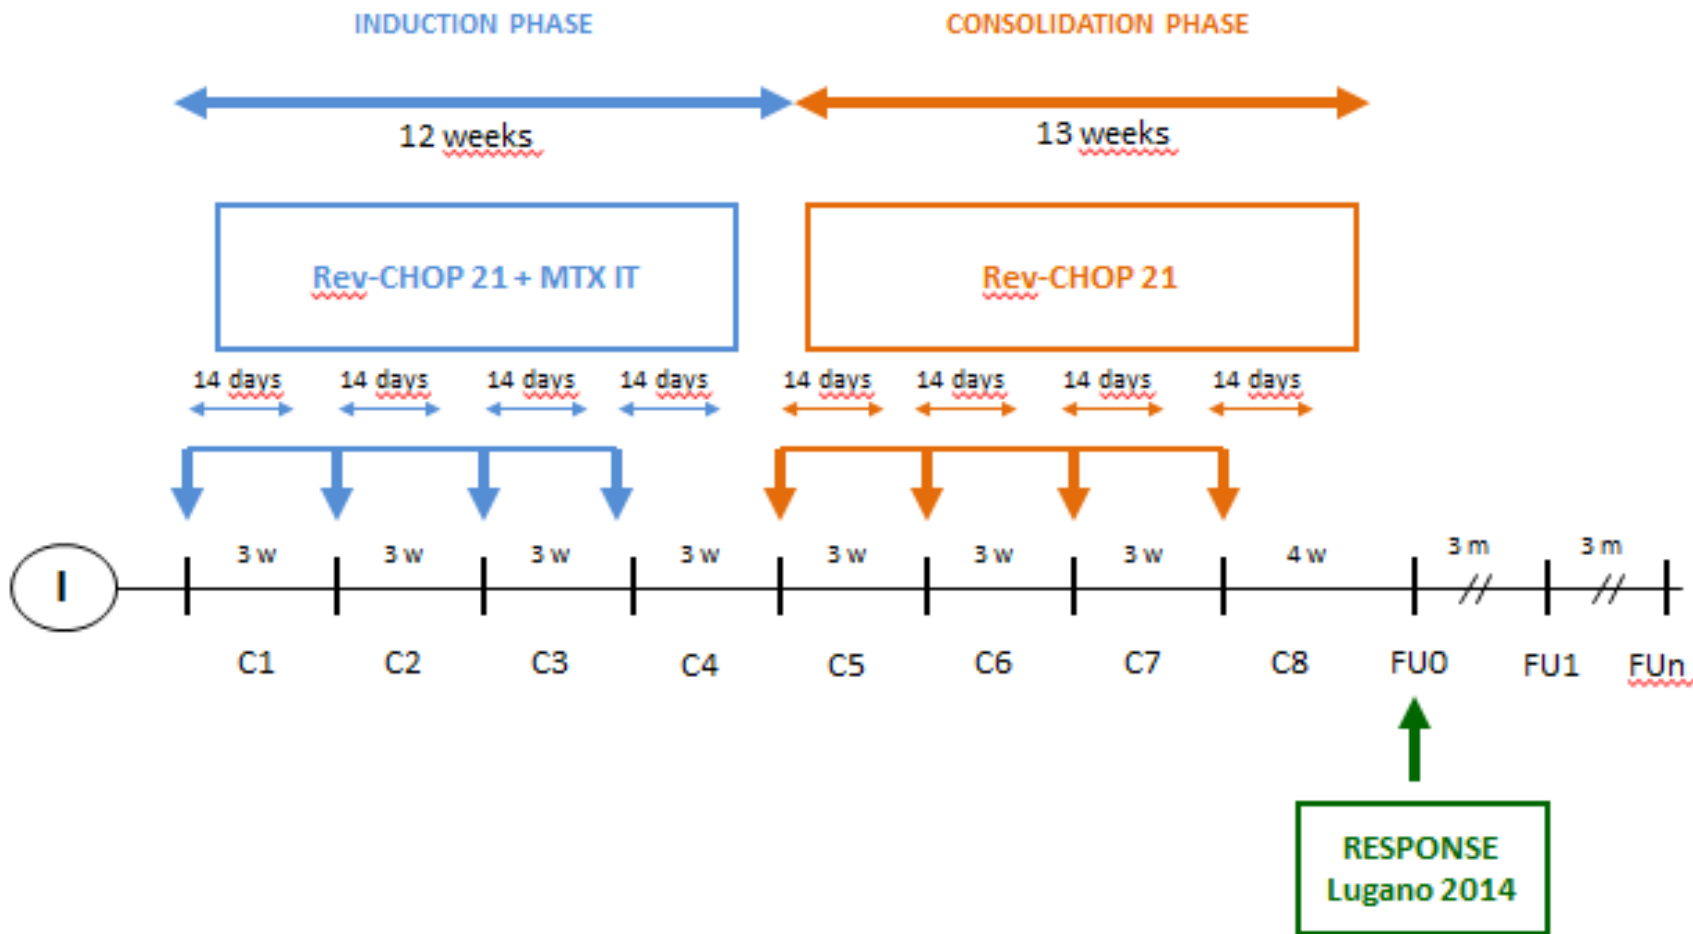 INDUCTION PHASE
CONSOLIDATION PHASE
12 weeks
13 weeks
Rev-CHOP 21 + MTX IT
Rev-CHOP 21
14 days
14 days
14 days
14 days
14 days
14 days
14 days
14 days
I
3 w
3 w
3 w
3 w
3 w
3 w
3 w
4 w
3 m
3 m
C1
C2
C3
C4
C5
C6
C7
C8
FU0
FU1
FUn
RESPONSE
Lugano 2014